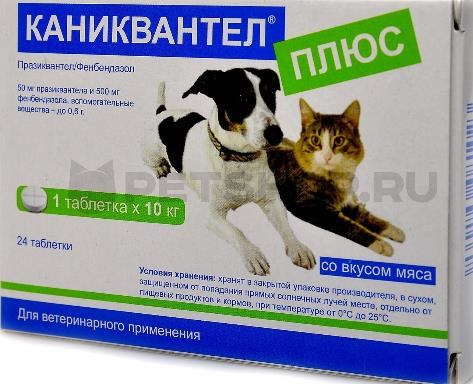 КАНИКВАНТЕЛ®
ПЛЮС
Празиквантел/Фенбендазол
50 мг празиквантела и 500 мг
фенбендазола, вспомогательные
вещества – до 0,6 г.
PETSHOP.RU
1 таблетка х 10 кг
24 таблетки
со вкусом мяса
Условия хранения: хранят в закрытой упаковке производителя, в сухом,
защищенном от попадания прямых солнечных лучей месте, отдельно от
пищевых продуктов и кормов, при температуре от 0°С до 25°С.
Для ветеринарного применения